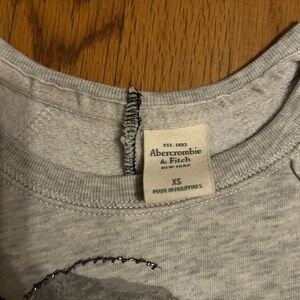 EST. 1892
Abercrombie
& Fitch
NEW YORK
XS
MADE IN PHILIPPINES